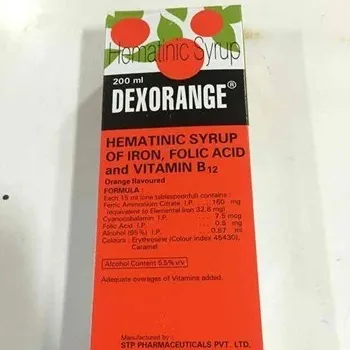 Hematinic Syrup
200 ml
DEXORANGE®
HEMATINIC SYRUP
OF IRON, FOLIC ACID
and VITAMIN B12
Orange flavoured
FORMULA :
Each 15 ml (one tablespoonful) contains :
Ferric Ammonium Citrate I.P. ... 160 mg
(equivalent to Elemental Iron 32.8 mg)
Cyanocobalamin I.P. ... 7.5 mcg
Folic Acid I.P. ... 0.5 mg
Alcohol (95%) I.P. ... 0.87 ml
Colours : Erythrosine (Colour index 45430),
Caramel
Alcohol Content 5.5% v/v
Adequate overages of Vitamins added.
Manufactured by :
STP PHARMACEUTICALS PVT. LTD.